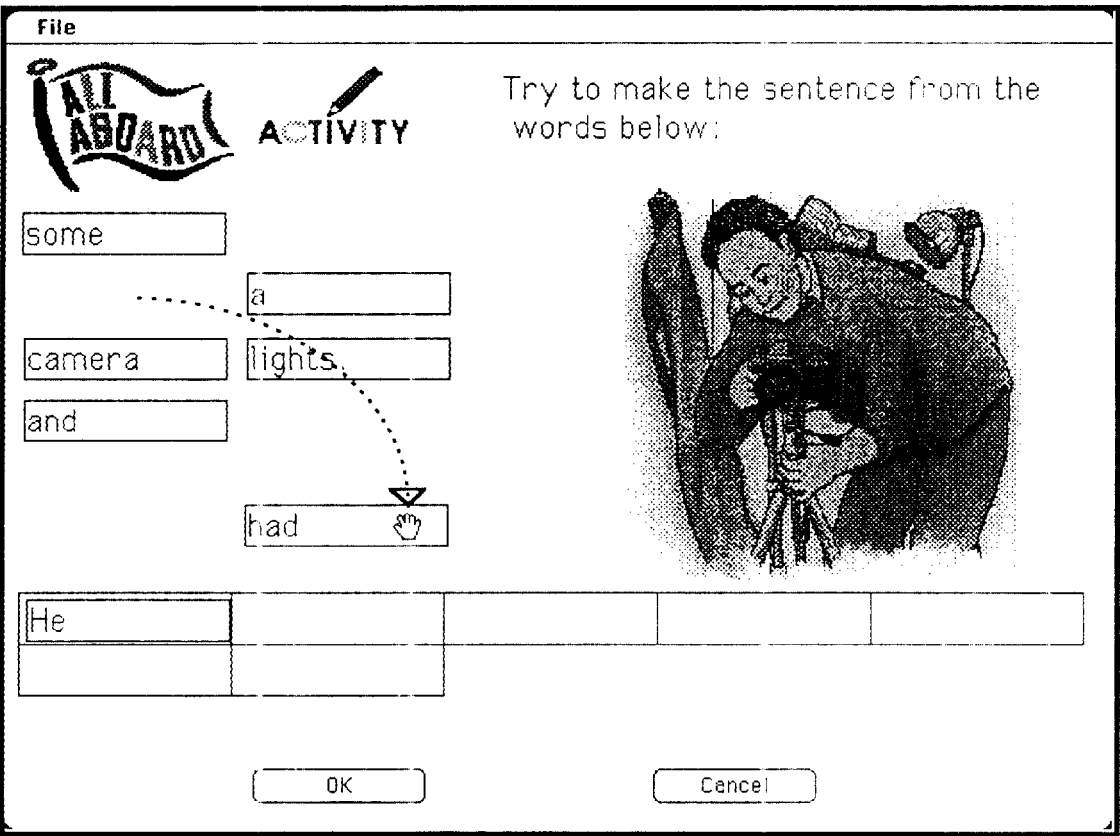 File
ALL
ABOARD
ACTIVITY
Try to make the sentence from the
words below:
some
a
camera
lights
and
had
He
OK
Cancel